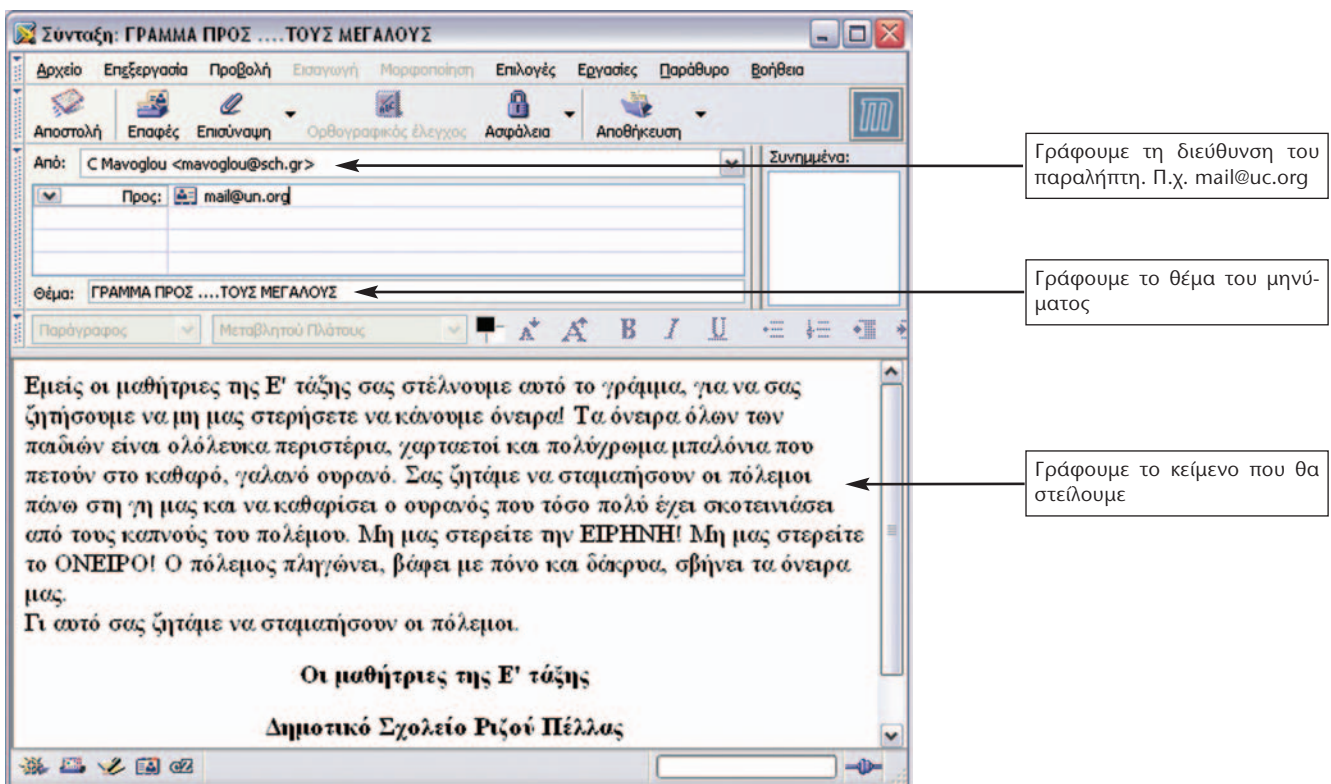 Σύνταξη: ΓΡΑΜΜΑ ΠΡΟΣ ....ΤΟΥΣ ΜΕΓΑΛΟΥΣ
Αρχείο Επεξεργασία Προβολή Εισαγωγή Μορφοποίηση Επιλογές Εργασίες Παράθυρο Βοήθεια
Αποστολή Επαφές Επισύναψη Ορθογραφικός έλεγχος Ασφάλεια Αποθήκευση
Από: C Mavoglou <mavoglou@sch.gr>
Συνημμένα:
Προς: mail@un.org
Θέμα: ΓΡΑΜΜΑ ΠΡΟΣ ....ΤΟΥΣ ΜΕΓΑΛΟΥΣ
Παράγραφος Μεταβλητού Πλάτους A A B I U
Εμείς οι μαθήτριες της Ε' τάξης σας στέλνουμε αυτό το γράμμα, για να σας
ζητήσουμε να μη μας στερήσετε να κάνουμε όνειρα! Τα όνειρα όλων των
παιδιών είναι ολόλευκα περιστέρια, χαρταετοί και πολύχρωμα μπαλόνια που
πετούν στο καθαρό, γαλανό ουρανό. Σας ζητάμε να σταματήσουν οι πόλεμοι
πάνω στη γη μας και να καθαρίσει ο ουρανός που τόσο πολύ έχει σκοτεινιάσει
από τους καπνούς του πολέμου. Μη μας στερείτε την ΕΙΡΗΝΗ! Μη μας στερείτε
το ΟΝΕΙΡΟ! Ο πόλεμος πληγώνει, βάφει με πόνο και δάκρυα, σβήνει τα όνειρα
μας.
Γι αυτό σας ζητάμε να σταματήσουν οι πόλεμοι.
Οι μαθήτριες της Ε' τάξης
Δημοτικό Σχολείο Ριζού Πέλλας
Γράφουμε τη διεύθυνση του
παραλήπτη. Π.χ. mail@uc.org
Γράφουμε το θέμα του μηνύ-
ματος
Γράφουμε το κείμενο που θα
στείλουμε